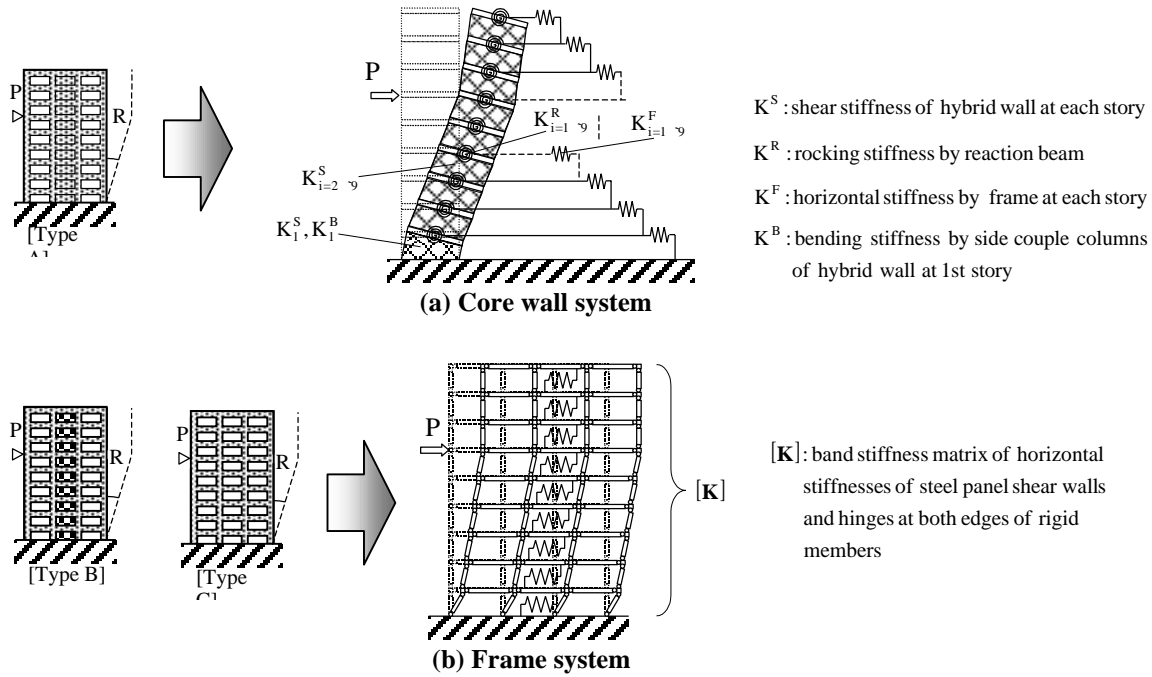 P
R
[Type
P
K^R_{i=1 ~9}
K^F_{i=1 ~9}
K^S_{i=2 ~9}
K^S_1, K^B_1
(a) Core wall system
K^S : shear stiffness of hybrid wall at each story
K^R : rocking stiffness by reaction beam
K^F : horizontal stiffness by frame at each story
K^B : bending stiffness by side couple columns
of hybrid wall at 1st story
P
R
[Type B]
P
R
[Type
P
[K]
(b) Frame system
[K] : band stiffness matrix of horizontal
stiffnesses of steel panel shear walls
and hinges at both edges of rigid
members